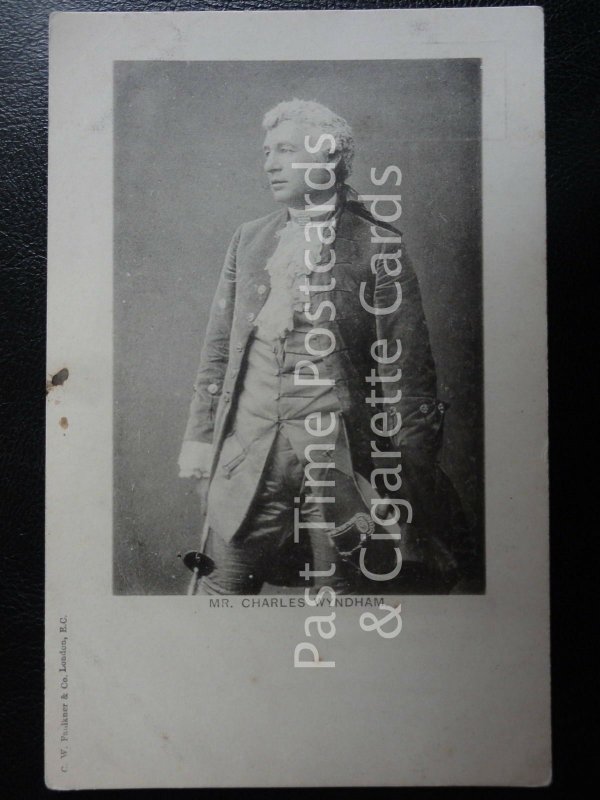 MR. CHARLES WYNDHAM
C. W. Faulkner & Co. London, E.C.
Past Time Postcards
& Cigarette Cards